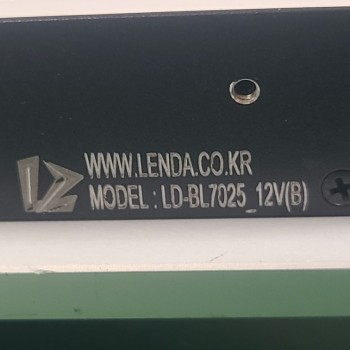 WWW.LENDA.CO.KR
MODEL : LD-BL7025_12V(B)